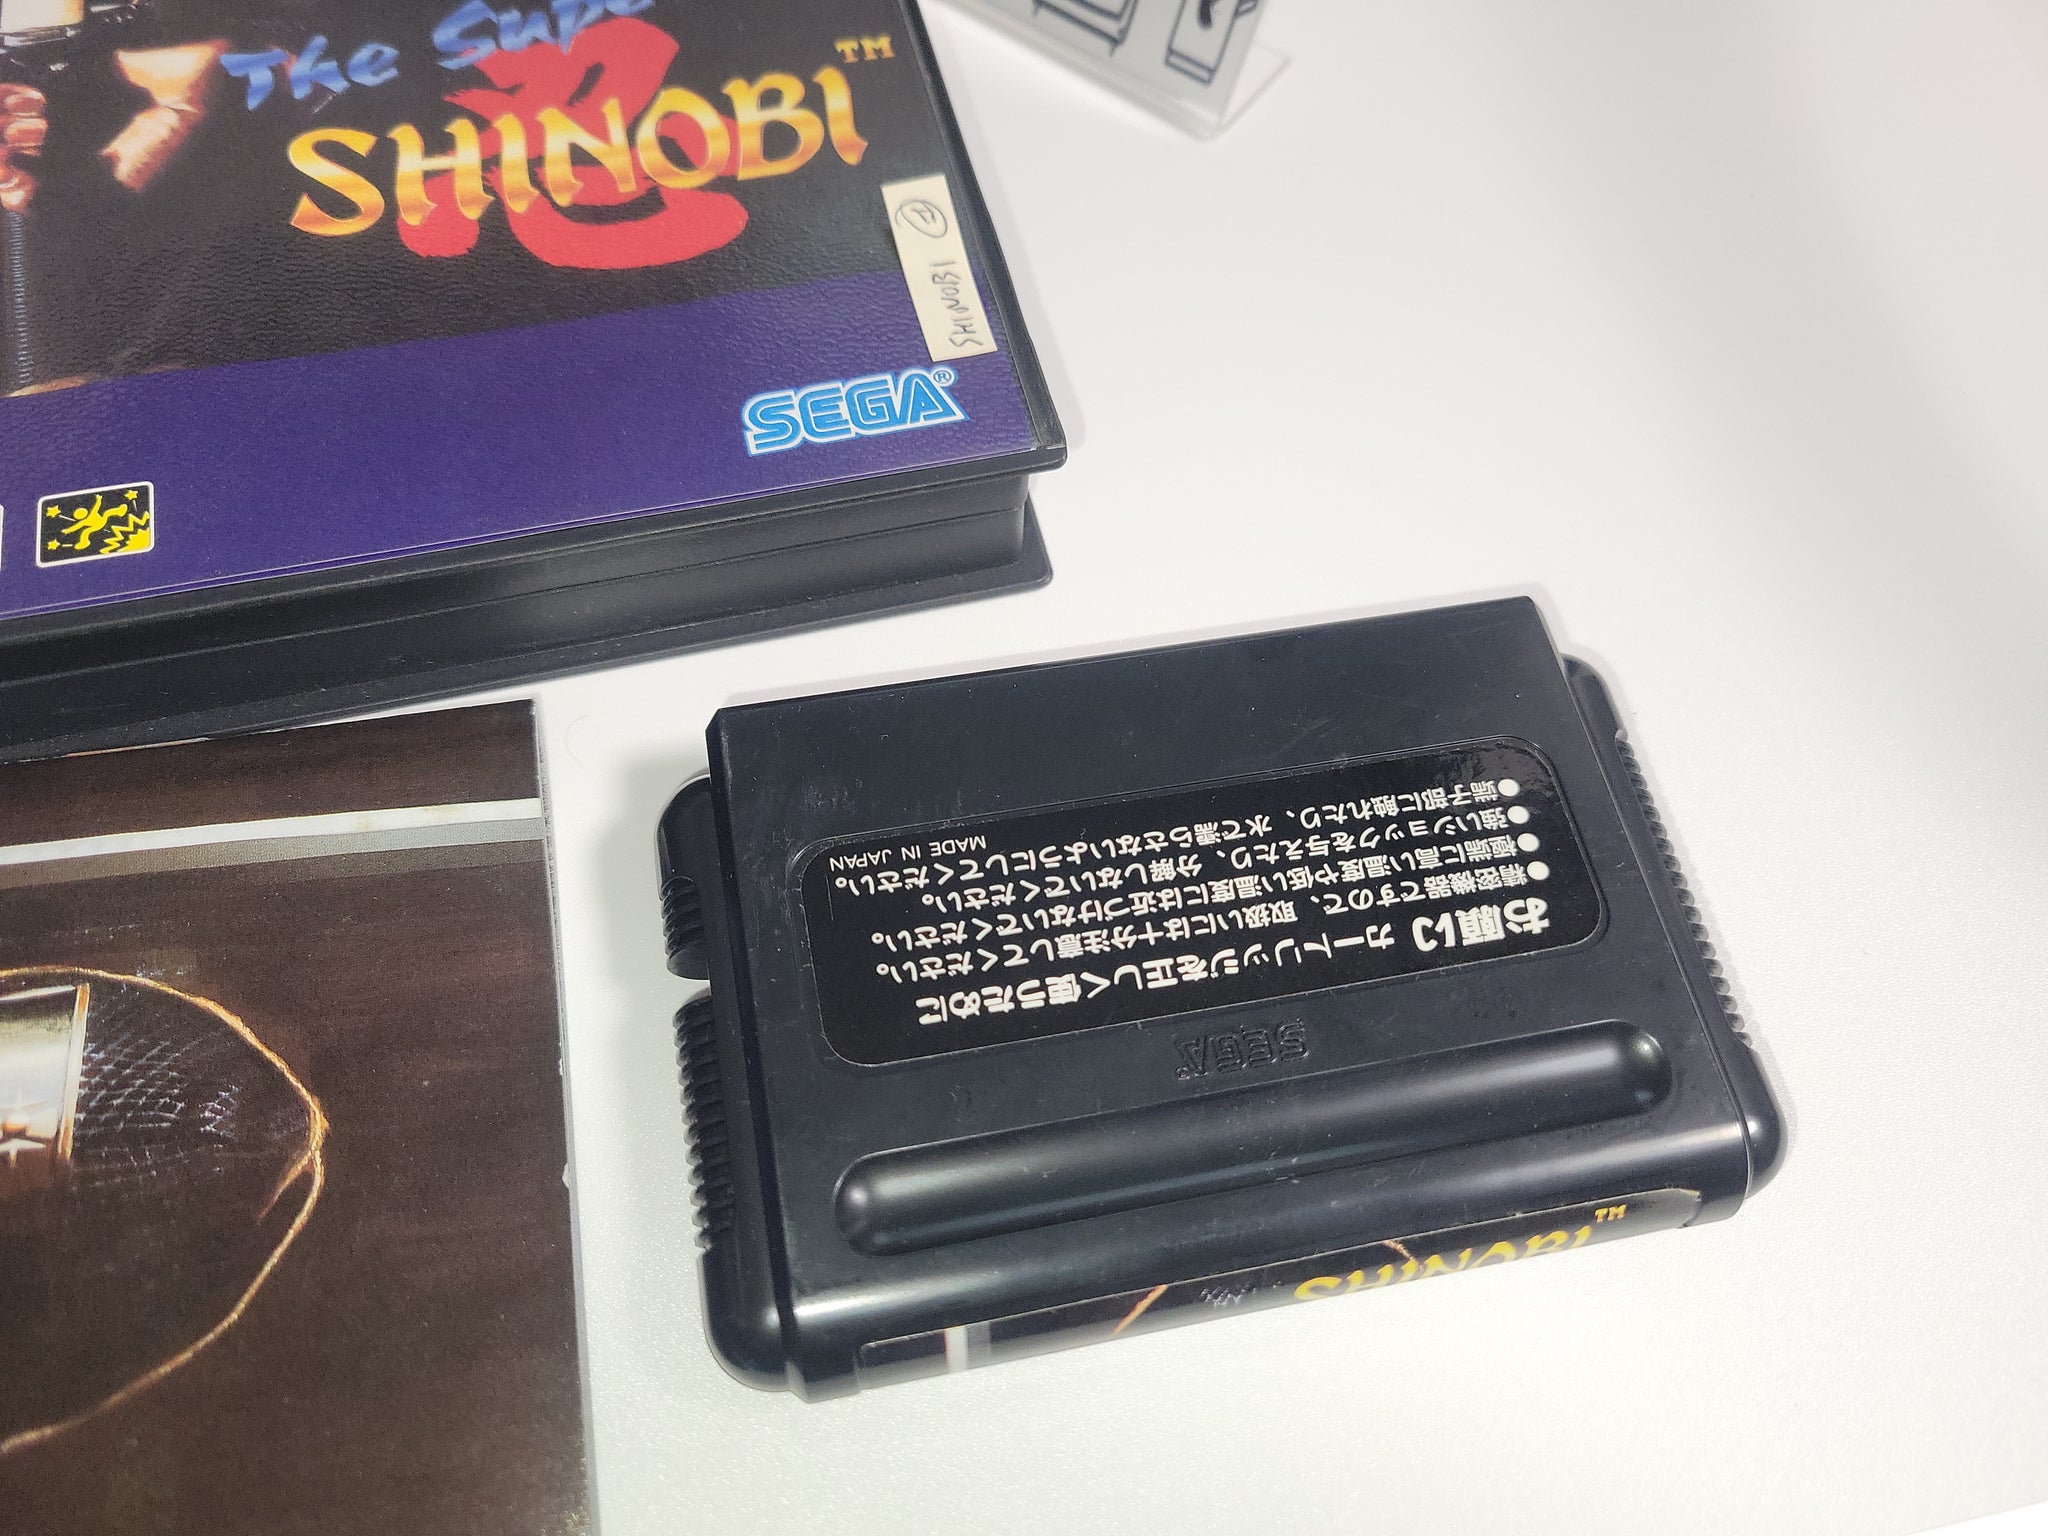 The Supe
忍
SHINOBI™
SHINOBI
SEGA®
お願い カートリッジを正しく使うために
●精密機器ですので、取扱いには十分注意してください。
●極端に高い温度や低い温度には近づけないでください。
●強いショックを与えたり、分解しないでください。
●端子部に触れたり、水で濡らさないようにしてください。
MADE IN JAPAN
SEGA
SHINOBI™